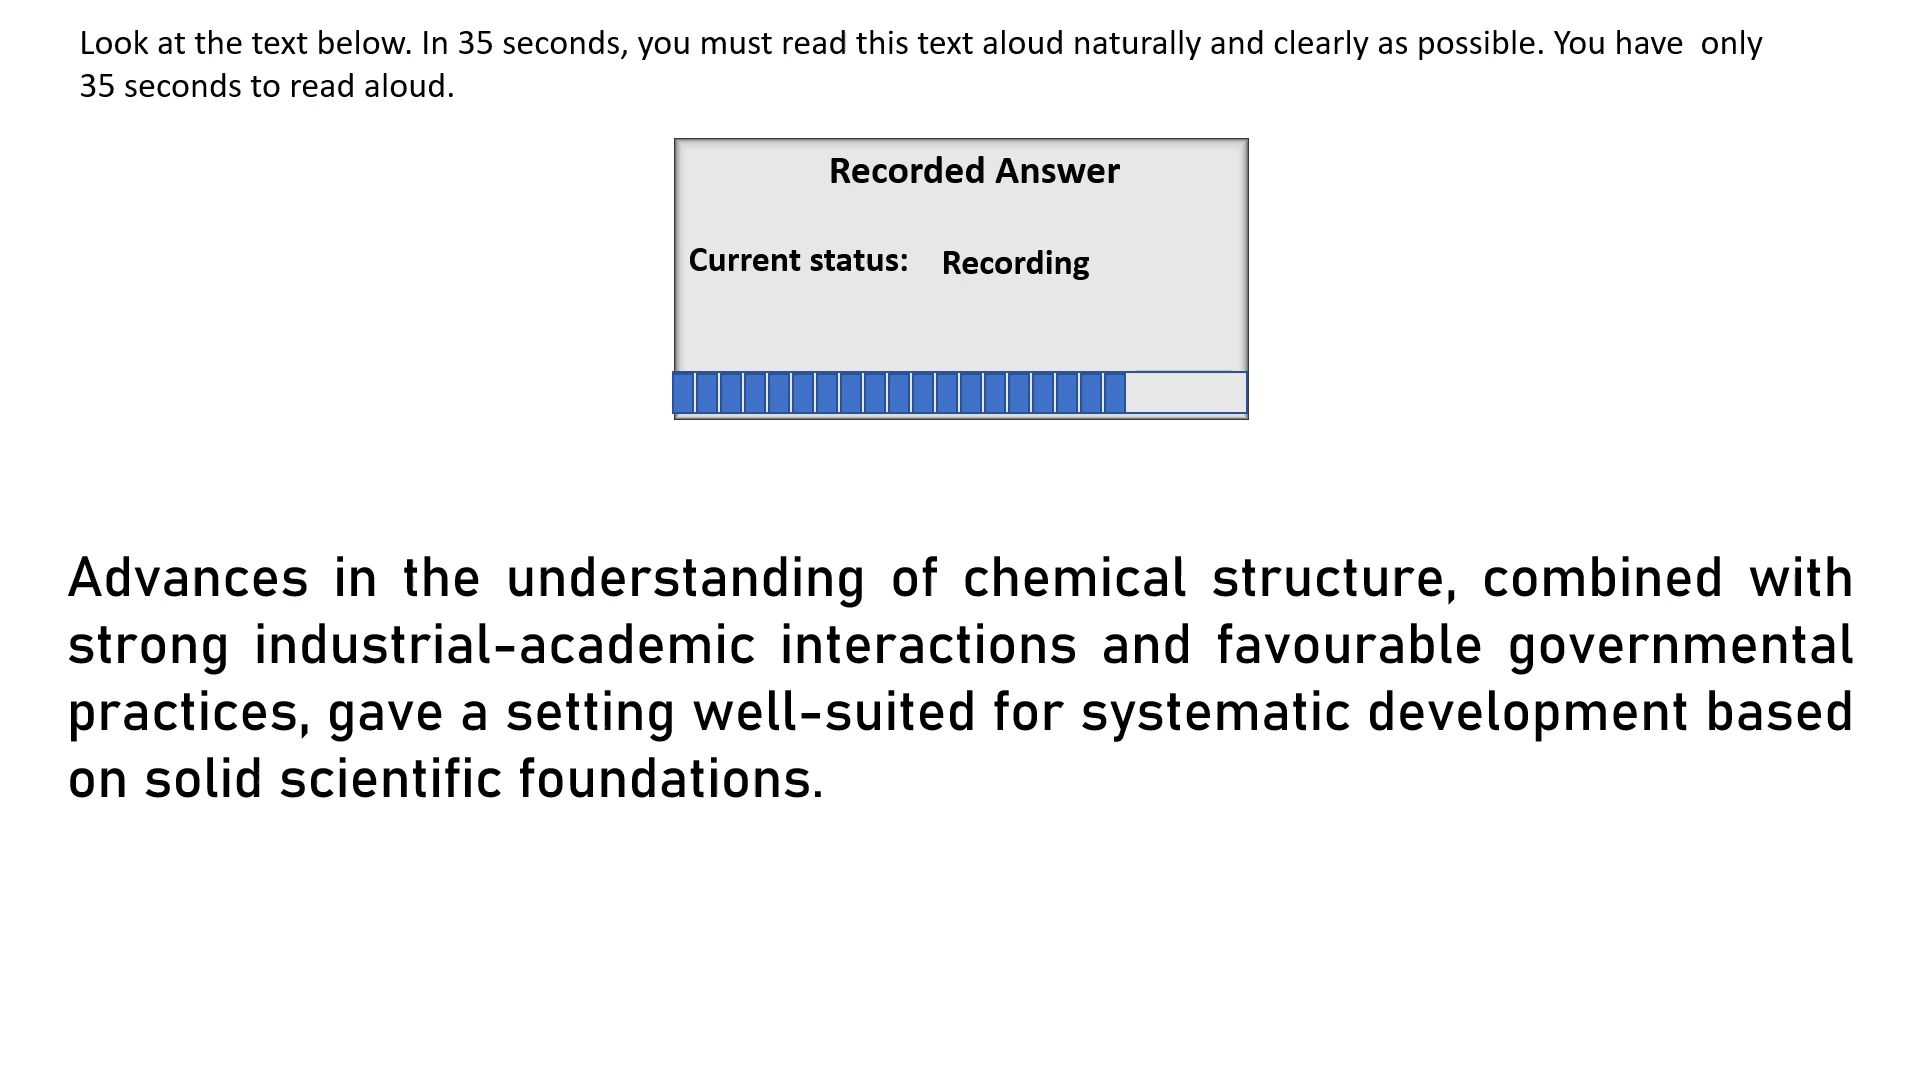 Look at the text below. In 35 seconds, you must read this text aloud naturally and clearly as possible. You have  only
35 seconds to read aloud.
Recorded Answer
Current status: Recording
Advances in the understanding of chemical structure, combined with
strong industrial-academic interactions and favourable governmental
practices, gave a setting well-suited for systematic development based
on solid scientific foundations.